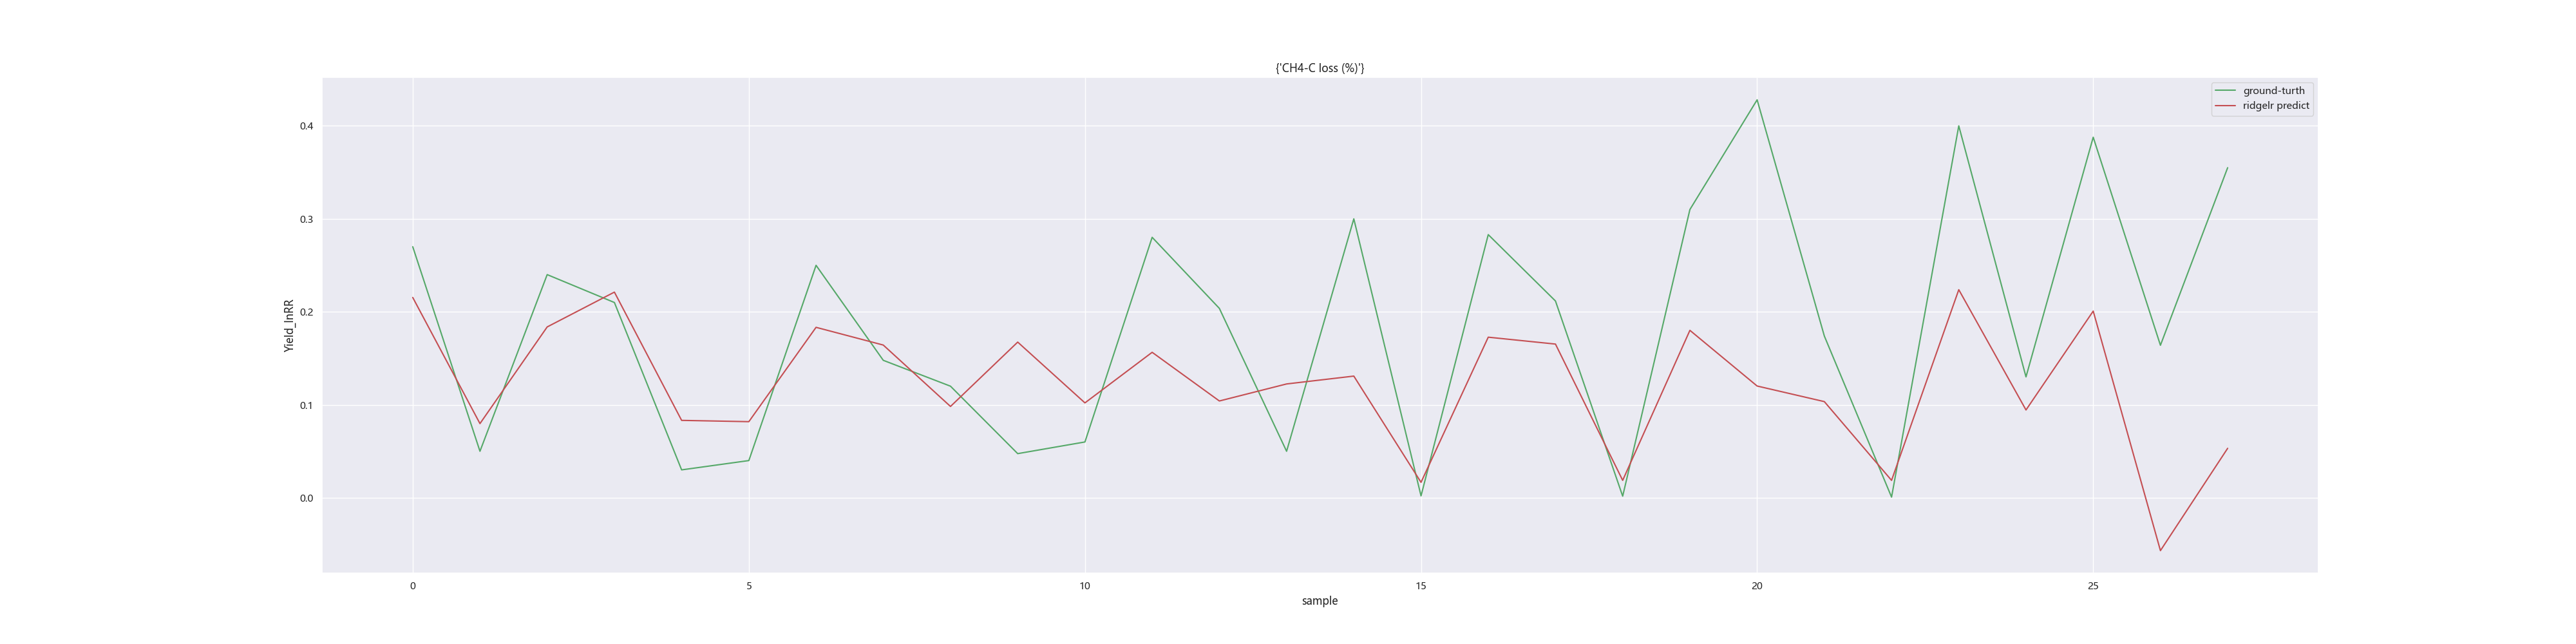 {'CH4-C loss (%)'}
ground-turth
ridgelr predict
Yield_lnRR
0.4
0.3
0.2
0.1
0.0
0 5 10 15 20 25
sample